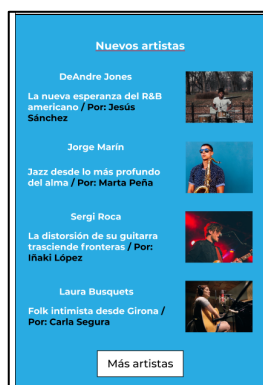 Nuevos artistas
DeAndre Jones
La nueva esperanza del R&B
americano / Por: Jesús
Sánchez
Jorge Marín
Jazz desde lo más profundo
del alma / Por: Marta Peña
Sergi Roca
La distorsión de su guitarra
trasciende fronteras / Por:
Iñaki López
Laura Busquets
Folk intimista desde Girona /
Por: Carla Segura
Más artistas